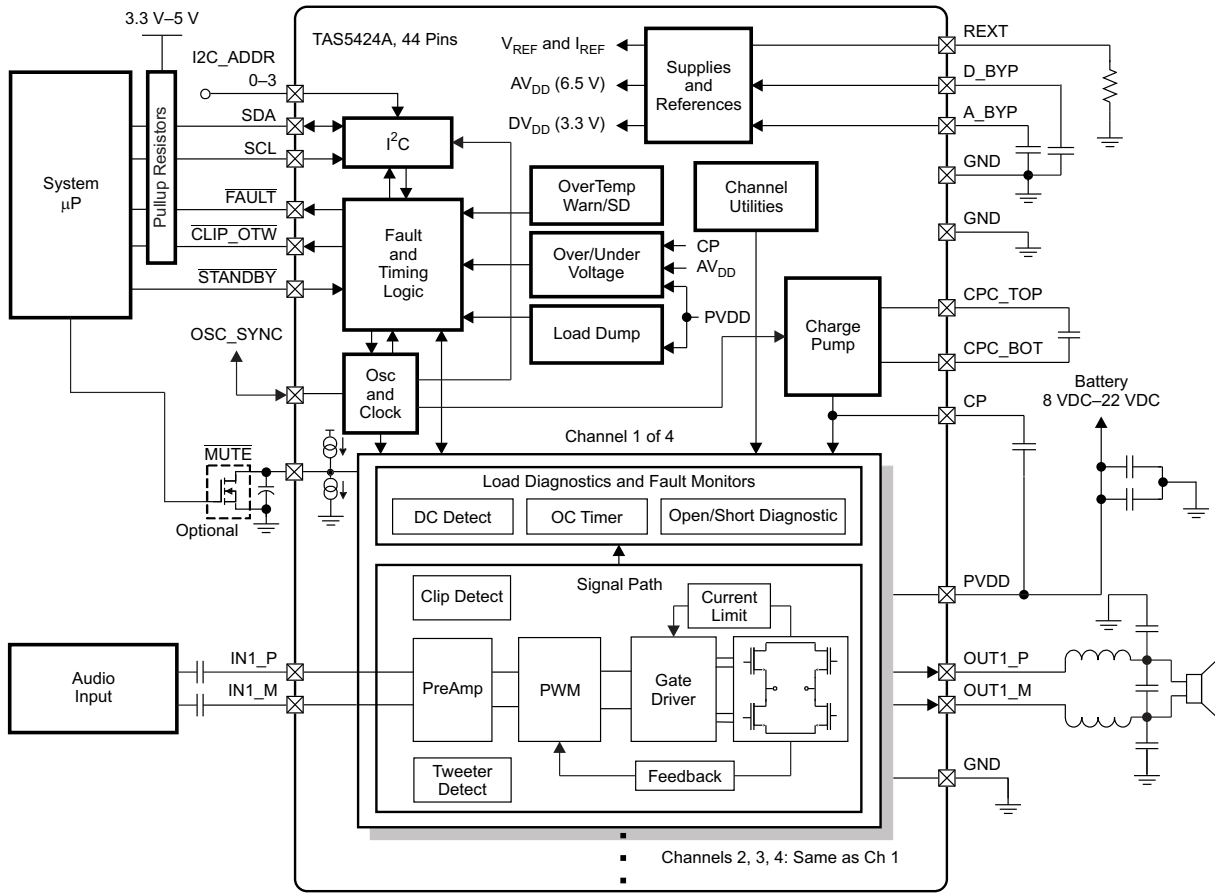 3.3 V–5 V
TAS5424A, 44 Pins
I2C_ADDR
0–3
SDA
SCL
FAULT
CLIP_OTW
STANDBY
System
µP
Pullup Resistors
I²C
Fault
and
Timing
Logic
OverTemp
Warn/SD
Over/Under
Voltage
Load Dump
CP
AVDD
PVDD
VREF and IREF
AVDD (6.5 V)
DVDD (3.3 V)
Supplies
and
References
Channel
Utilities
Charge
Pump
REXT
D_BYP
A_BYP
GND
GND
CPC_TOP
CPC_BOT
CP
Battery
8 VDC–22 VDC
OSC_SYNC
Osc
and
Clock
MUTE
Optional
Channel 1 of 4
Load Diagnostics and Fault Monitors
DC Detect
OC Timer
Open/Short Diagnostic
Signal Path
Clip Detect
Current
Limit
PreAmp
PWM
Gate
Driver
Tweeter
Detect
Feedback
Audio
Input
IN1_P
IN1_M
PVDD
OUT1_P
OUT1_M
GND
Channels 2, 3, 4: Same as Ch 1